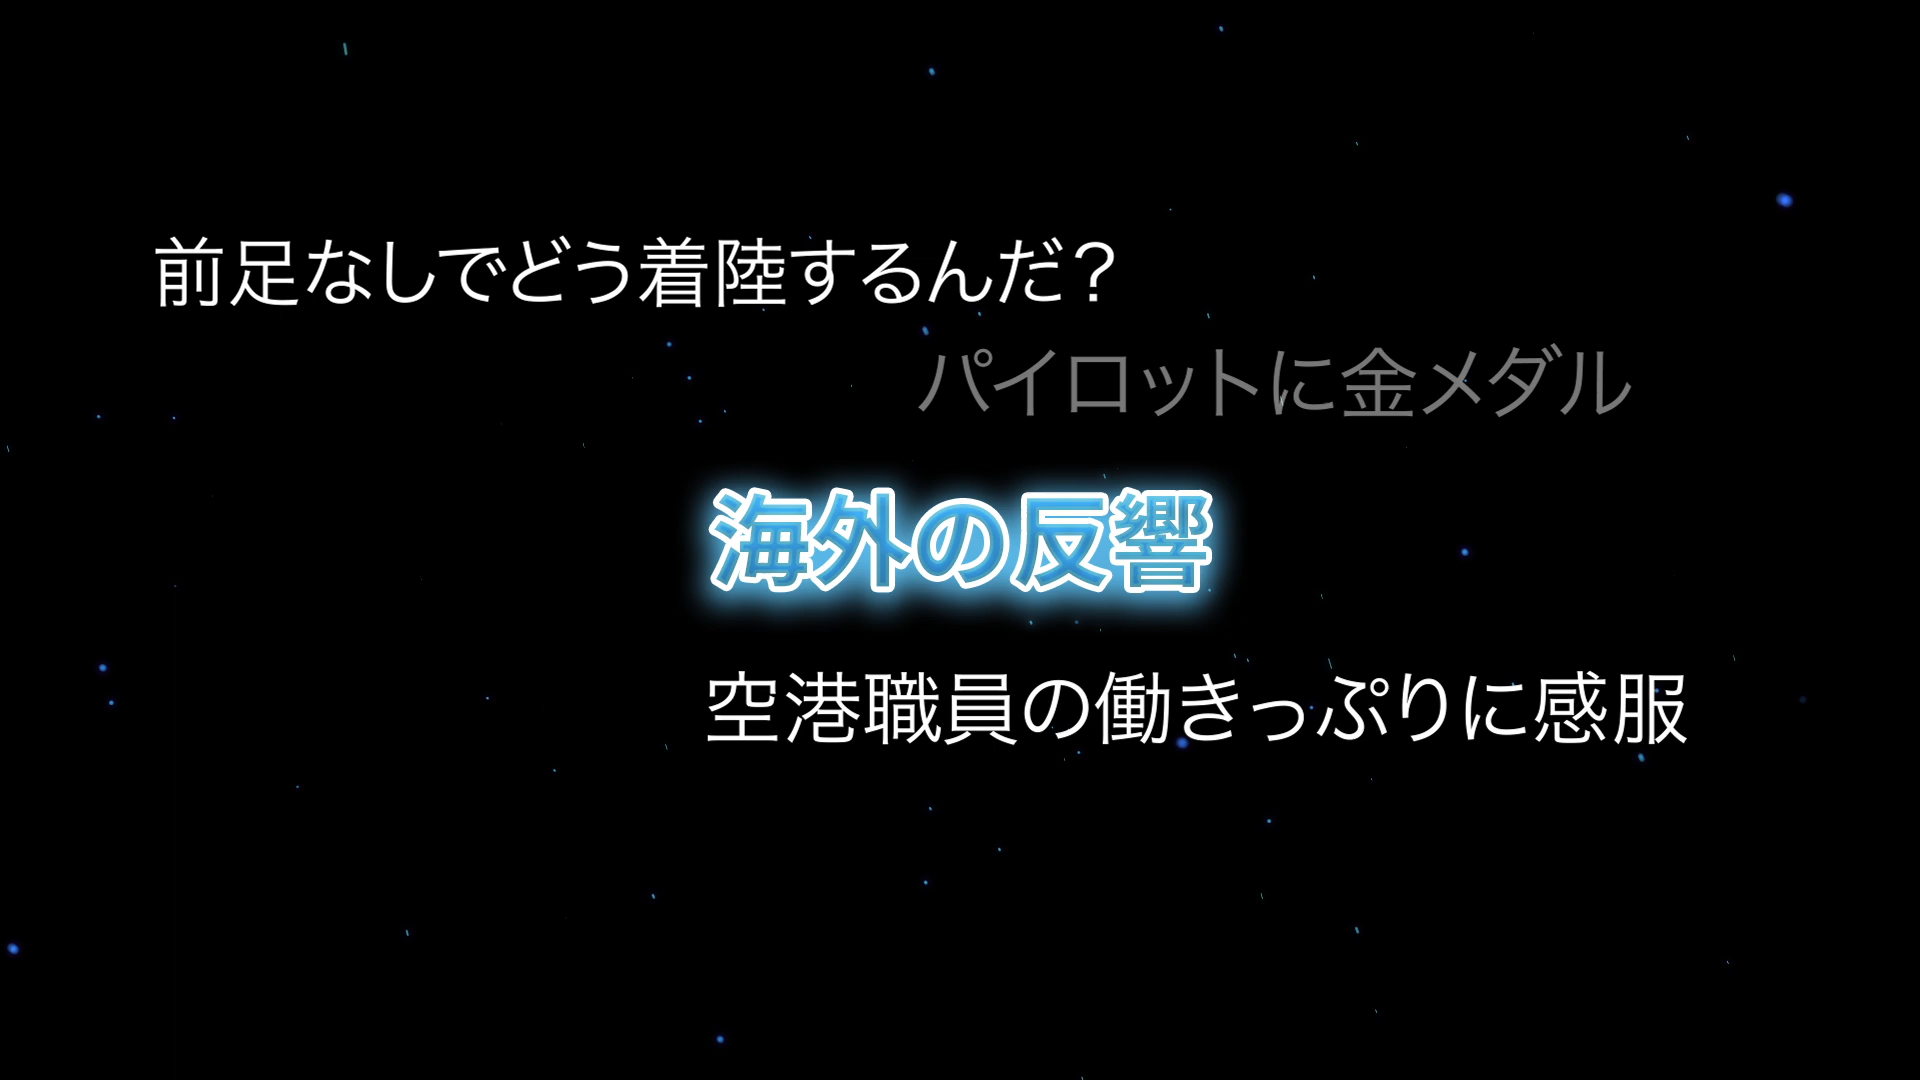 前足なしでどう着陸するんだ？
パイロットに金メダル
海外の反響
空港職員の働きっぷりに感服